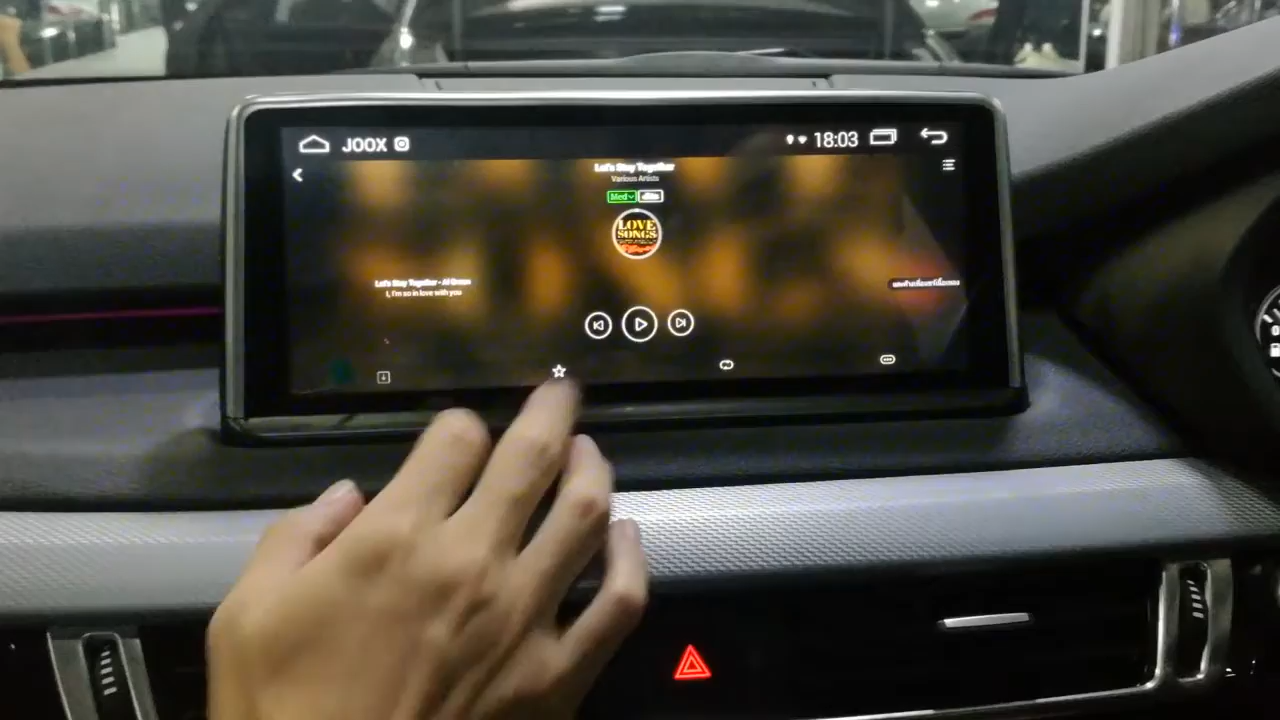 JOOX
18:03
Let's Stay Together
Various Artists
Med
LOVE
SONGS
Let's Stay Together - Al Green
I, I'm so in love with you
0